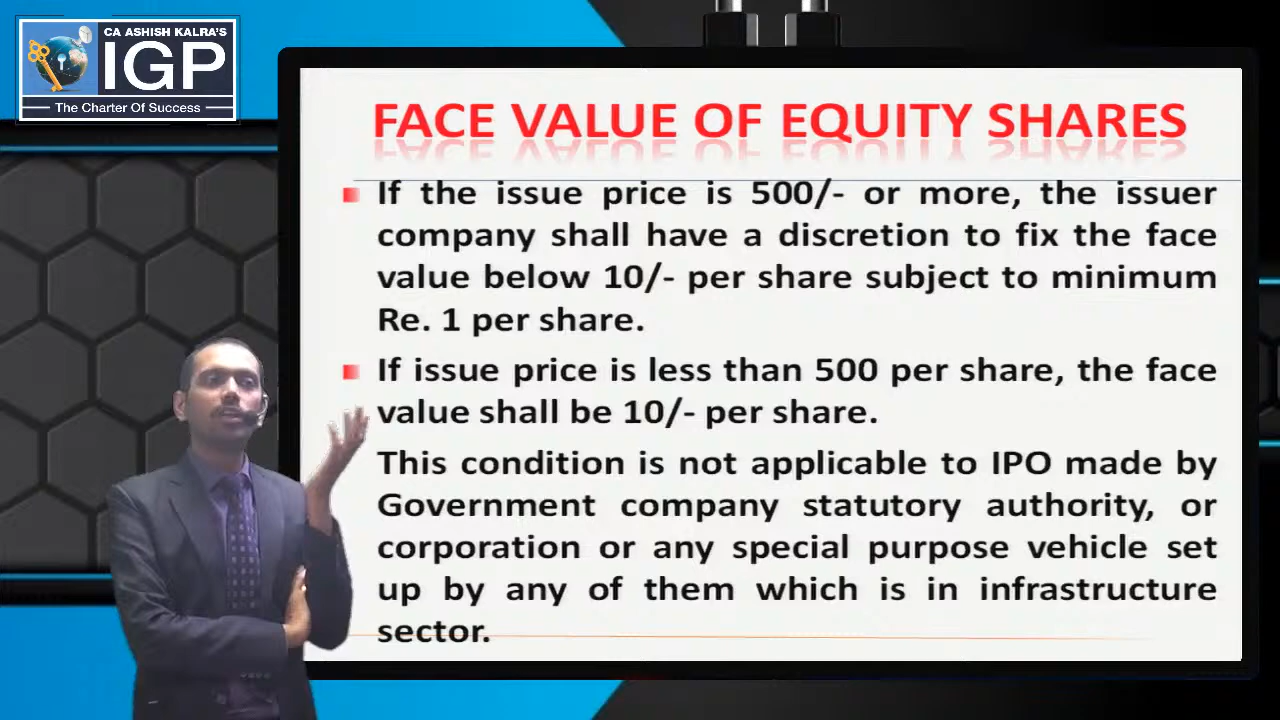 CA ASHISH KALRA'S
IGP
The Charter Of Success
FACE VALUE OF EQUITY SHARES
If the issue price is 500/- or more, the issuer
company shall have a discretion to fix the face
value below 10/- per share subject to minimum
Re. 1 per share.
If issue price is less than 500 per share, the face
value shall be 10/- per share.
This condition is not applicable to IPO made by
Government company statutory authority, or
corporation or any special purpose vehicle set
up by any of them which is in infrastructure
sector.